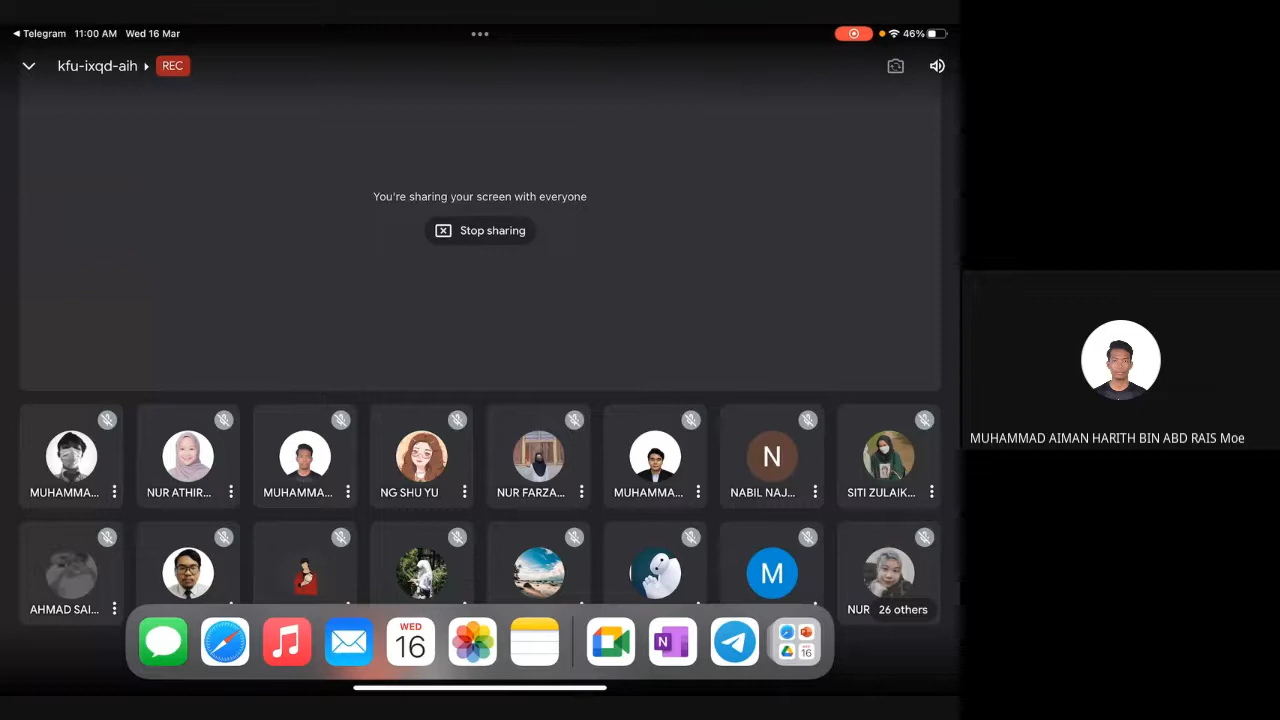 Telegram 11:00 AM Wed 16 Mar
46%
kfu-ixqd-aih REC
You're sharing your screen with everyone
Stop sharing
MUHAMMAD AIMAN HARITH BIN ABD RAIS Moe
N
MUHAMMA... NUR ATHIR... MUHAMMA... NG SHU YU NUR FARZA... MUHAMMA... NABIL NAJ... SITI ZULAIK...
M
AHMAD SAI... NUR 26 others
WED
16
N
16